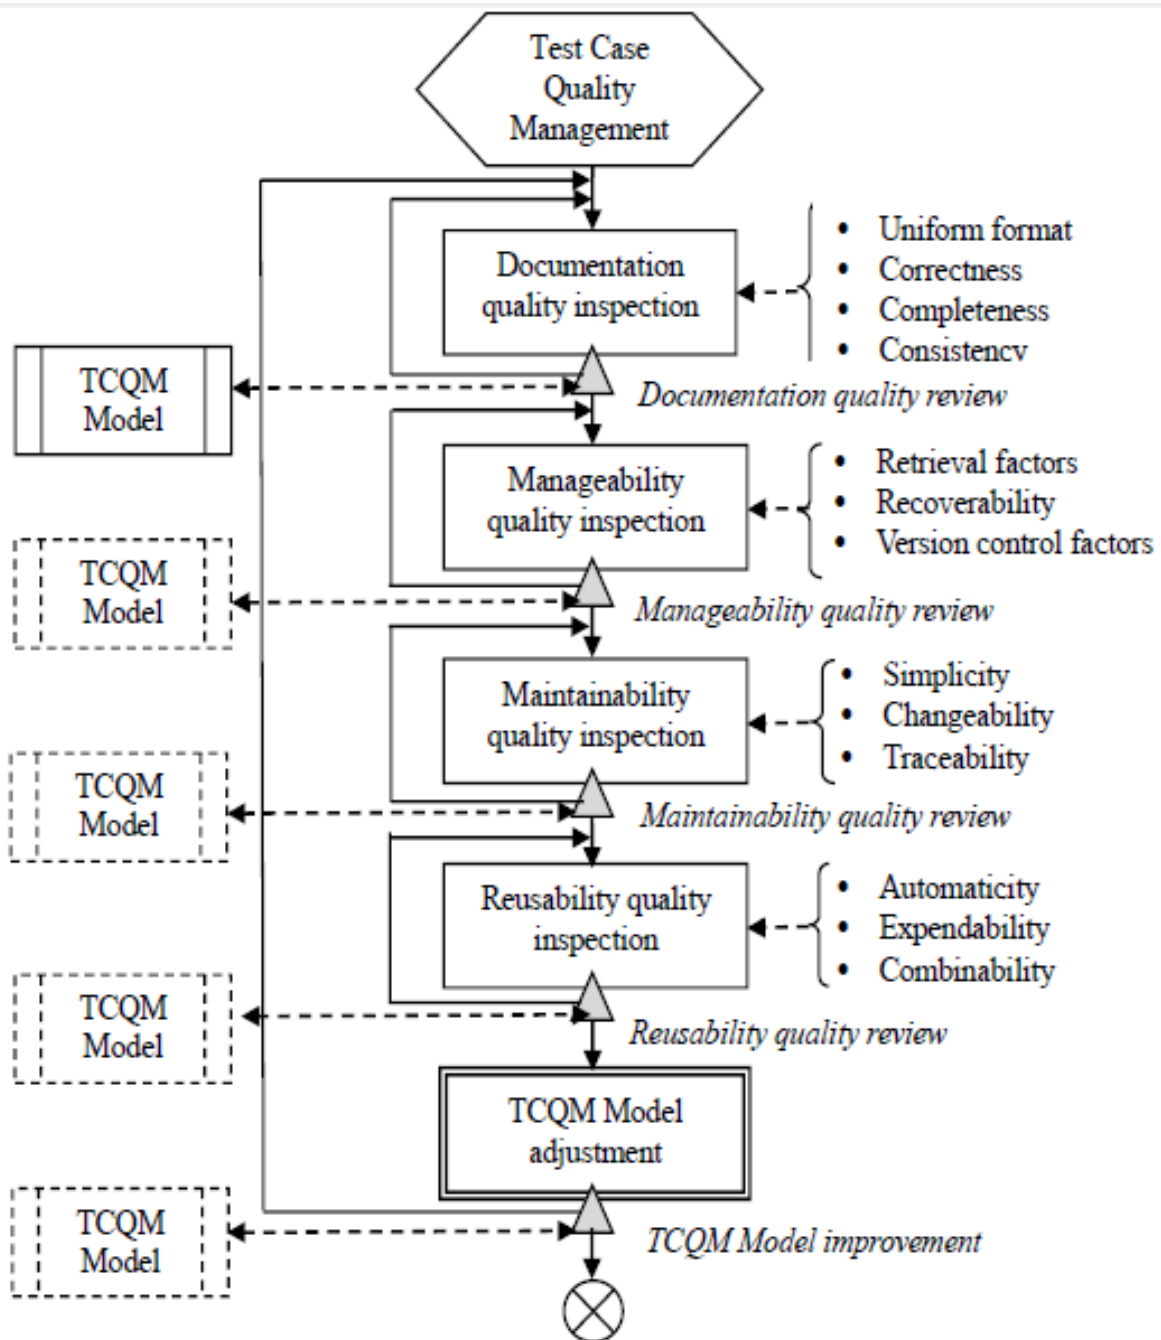 Test Case
Quality
Management
Documentation
quality inspection
• Uniform format
• Correctness
• Completeness
• Consistency
TCQM
Model
Documentation quality review
Manageability
quality inspection
• Retrieval factors
• Recoverability
• Version control factors
TCQM
Model
Manageability quality review
Maintainability
quality inspection
• Simplicity
• Changeability
• Traceability
TCQM
Model
Maintainability quality review
Reusability quality
inspection
• Automaticity
• Expendability
• Combinability
TCQM
Model
Reusability quality review
TCQM Model
adjustment
TCQM
Model
TCQM Model improvement